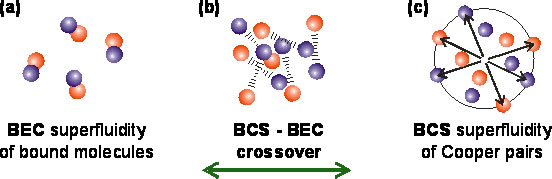 (a)
(b)
(c)
BEC superfluidity
of bound molecules
BCS - BEC
crossover
BCS superfluidity
of Cooper pairs